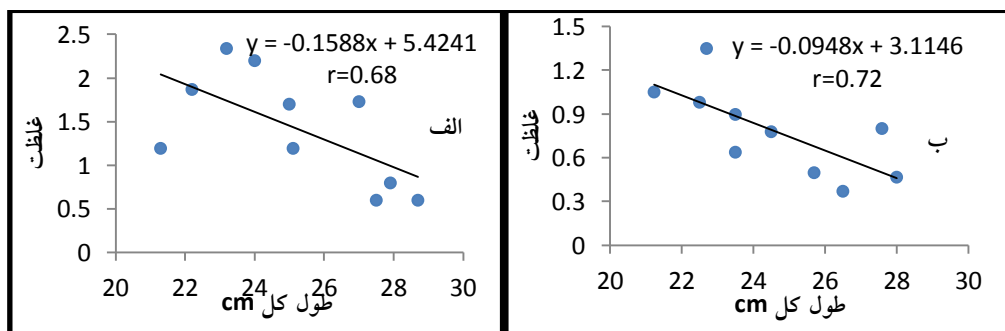 y = -0.1588x + 5.4241
r=0.68
الف
غلظت
2.5
2
1.5
1
0.5
0
20 22 24 26 28 30
طول کل cm
y = -0.0948x + 3.1146
r=0.72
ب
غلظت
1.5
1.2
0.9
0.6
0.3
0
20 22 24 26 28 30
طول کل cm